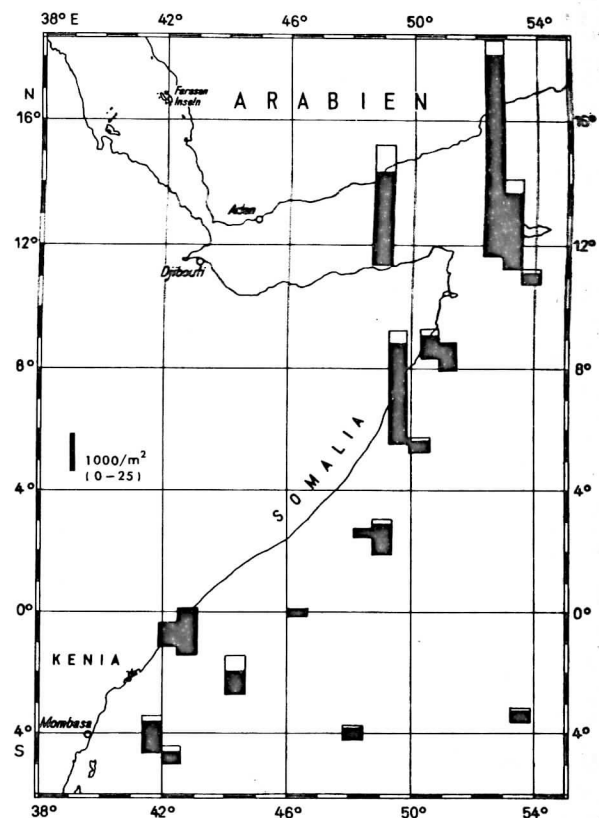 38° E 42° 46° 50° 54°
N
Farasan
Inseln
ARABIEN
16° 16°
Aden
12° 12°
Djibouti
8° 8°
1000/m²
(0–25)
SOMALIA
4° 4°
0° 0°
KENIA
Mombasa
4° 4°
S
38° 42° 46° 50° 54°